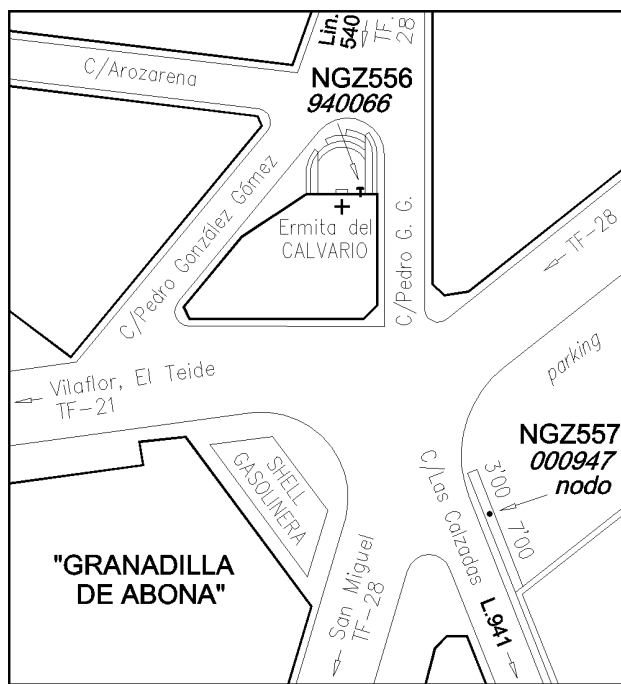 Lin.
540
TF-
28
C/Arozarena
NGZ556
940066
C/Pedro González Gómez
Ermita del
CALVARIO
C/Pedro G. G.
TF-28
Vilaflor, El Teide
TF-21
parking
SHELL
GASOLINERA
NGZ557
000947
nodo
3'00
7'00
C/Las Calzadas
L.941
"GRANADILLA
DE ABONA"
San Miguel
TF-28